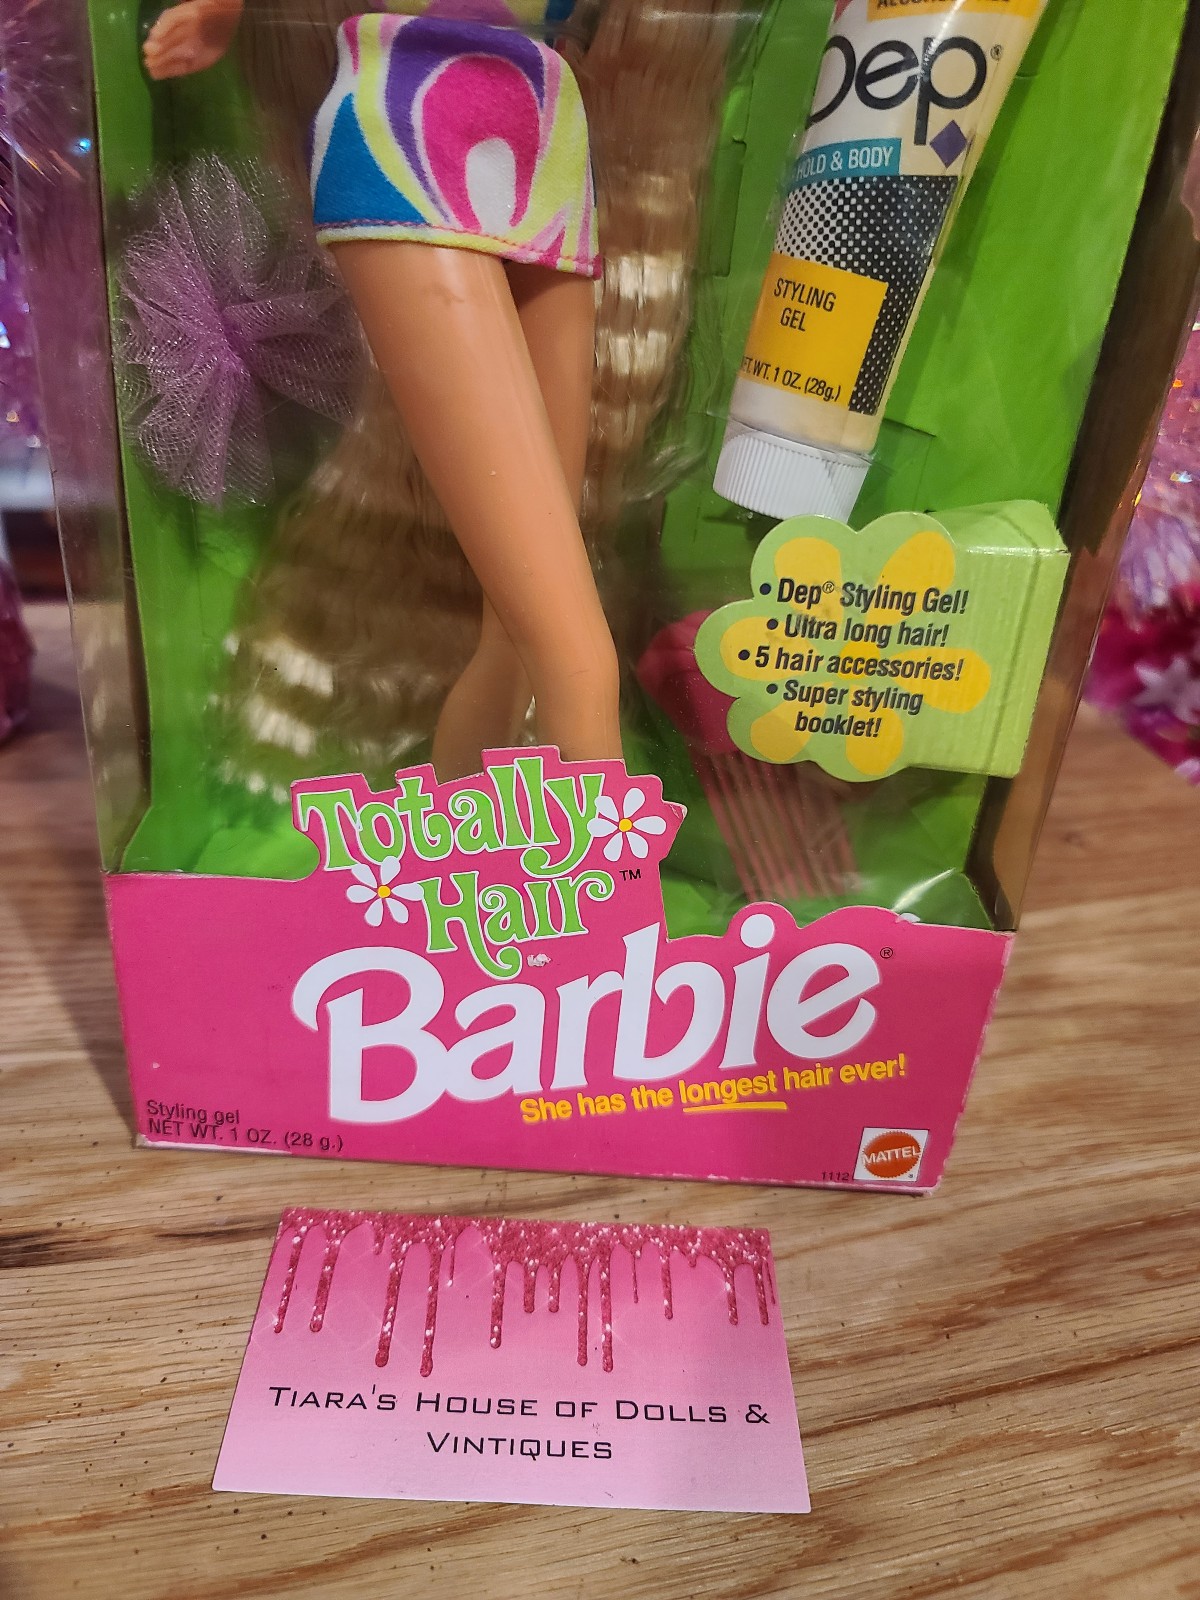 Dep®
HOLD & BODY
STYLING
GEL
WT. 1 OZ. (28g.)
• Dep® Styling Gel!
• Ultra long hair!
• 5 hair accessories!
• Super styling
booklet!
Totally
Hair™
Barbie®
She has the longest hair ever!
Styling gel
NET WT. 1 OZ. (28 g.)
1112
MATTEL
TIARA'S HOUSE OF DOLLS &
VINTIQUES